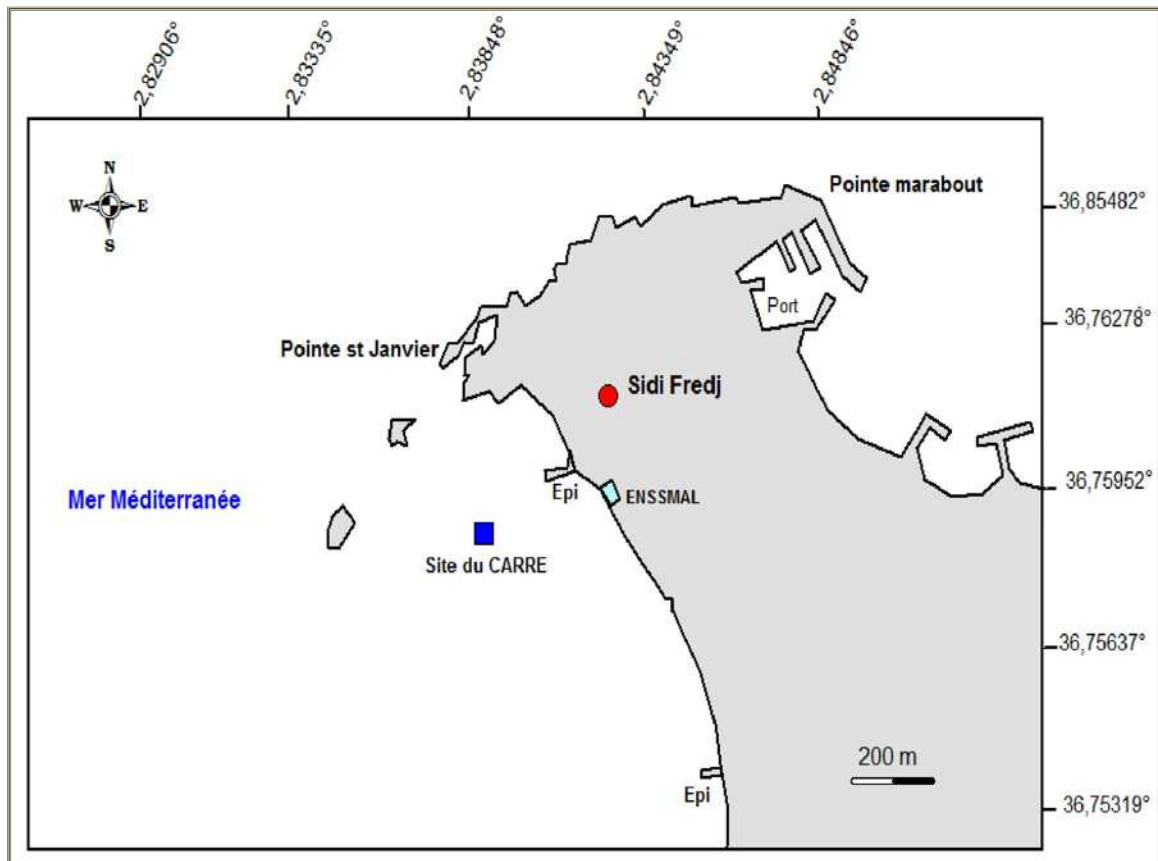 2,82906°
2,83335°
2,83848°
2,84349°
2,84846°
N
W E
S
Pointe marabout
36,85482°
Port
36,76278°
Pointe st Janvier
Sidi Fredj
Mer Méditerranée
Epi
ENSSMAL
36,75952°
Site du CARRE
36,75637°
200 m
Epi
36,75319°